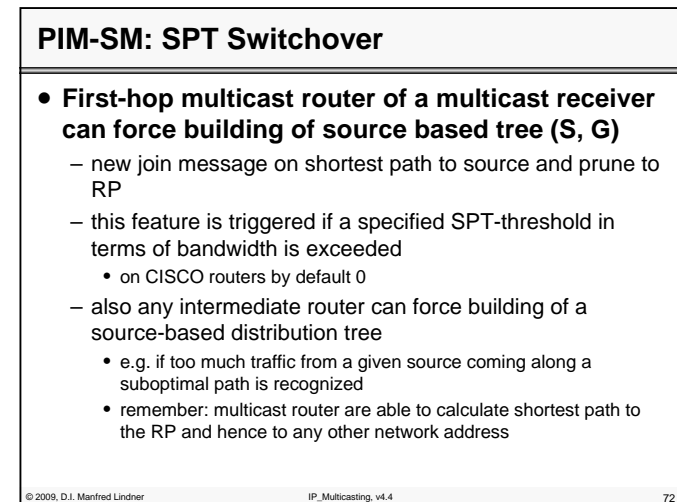 PIM-SM: SPT Switchover
• First-hop multicast router of a multicast receiver
can force building of source based tree (S, G)
– new join message on shortest path to source and prune to
RP
– this feature is triggered if a specified SPT-threshold in
terms of bandwidth is exceeded
• on CISCO routers by default 0
– also any intermediate router can force building of a
source-based distribution tree
• e.g. if too much traffic from a given source coming along a
suboptimal path is recognized
• remember: multicast router are able to calculate shortest path to
the RP and hence to any other network address
© 2009, D.I. Manfred Lindner IP_Multicasting, v4.4 72